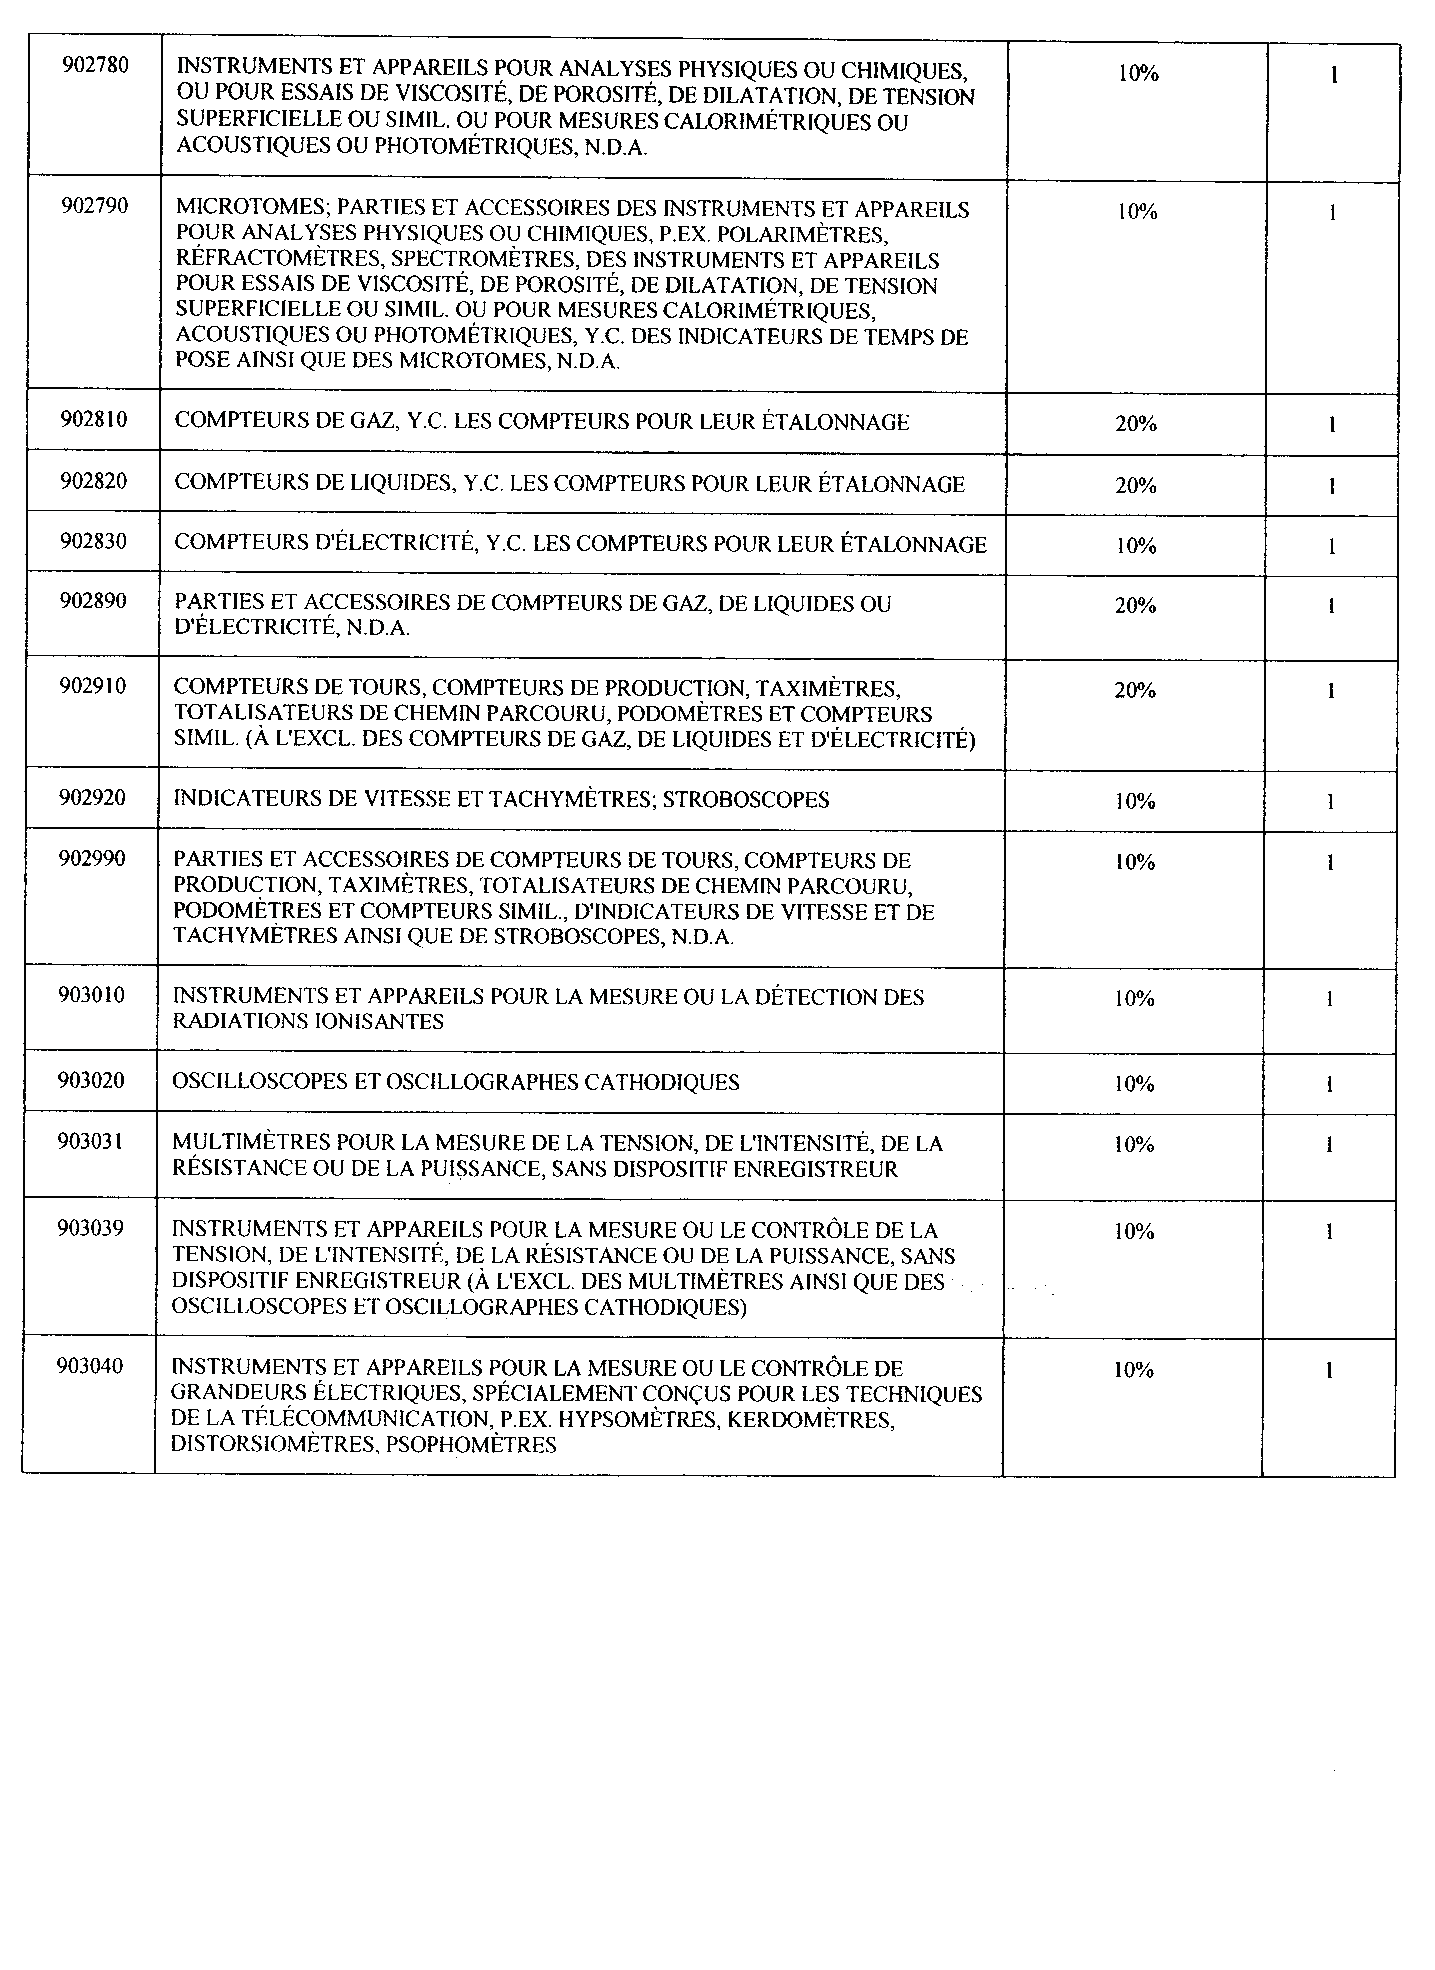 902780 INSTRUMENTS ET APPAREILS POUR ANALYSES PHYSIQUES OU CHIMIQUES, 10% 1
OU POUR ESSAIS DE VISCOSITÉ, DE POROSITÉ, DE DILATATION, DE TENSION
SUPERFICIELLE OU SIMIL. OU POUR MESURES CALORIMÉTRIQUES OU
ACOUSTIQUES OU PHOTOMÉTRIQUES, N.D.A.
902790 MICROTOMES; PARTIES ET ACCESSOIRES DES INSTRUMENTS ET APPAREILS 10% 1
POUR ANALYSES PHYSIQUES OU CHIMIQUES, P.EX. POLARIMÈTRES,
RÉFRACTOMÈTRES, SPECTROMÈTRES, DES INSTRUMENTS ET APPAREILS
POUR ESSAIS DE VISCOSITÉ, DE POROSITÉ, DE DILATATION, DE TENSION
SUPERFICIELLE OU SIMIL. OU POUR MESURES CALORIMÉTRIQUES,
ACOUSTIQUES OU PHOTOMÉTRIQUES, Y.C. DES INDICATEURS DE TEMPS DE
POSE AINSI QUE DES MICROTOMES, N.D.A.
902810 COMPTEURS DE GAZ, Y.C. LES COMPTEURS POUR LEUR ÉTALONNAGE 20% 1
902820 COMPTEURS DE LIQUIDES, Y.C. LES COMPTEURS POUR LEUR ÉTALONNAGE 20% 1
902830 COMPTEURS D'ÉLECTRICITÉ, Y.C. LES COMPTEURS POUR LEUR ÉTALONNAGE 10% 1
902890 PARTIES ET ACCESSOIRES DE COMPTEURS DE GAZ, DE LIQUIDES OU 20% 1
D'ÉLECTRICITÉ, N.D.A.
902910 COMPTEURS DE TOURS, COMPTEURS DE PRODUCTION, TAXIMÈTRES, 20% 1
TOTALISATEURS DE CHEMIN PARCOURU, PODOMÈTRES ET COMPTEURS
SIMIL. (À L'EXCL. DES COMPTEURS DE GAZ, DE LIQUIDES ET D'ÉLECTRICITÉ)
902920 INDICATEURS DE VITESSE ET TACHYMÈTRES; STROBOSCOPES 10% 1
902990 PARTIES ET ACCESSOIRES DE COMPTEURS DE TOURS, COMPTEURS DE 10% 1
PRODUCTION, TAXIMÈTRES, TOTALISATEURS DE CHEMIN PARCOURU,
PODOMÈTRES ET COMPTEURS SIMIL., D'INDICATEURS DE VITESSE ET DE
TACHYMÈTRES AINSI QUE DE STROBOSCOPES, N.D.A.
903010 INSTRUMENTS ET APPAREILS POUR LA MESURE OU LA DÉTECTION DES 10% 1
RADIATIONS IONISANTES
903020 OSCILLOSCOPES ET OSCILLOGRAPHES CATHODIQUES 10% 1
903031 MULTIMÈTRES POUR LA MESURE DE LA TENSION, DE L'INTENSITÉ, DE LA 10% 1
RÉSISTANCE OU DE LA PUISSANCE, SANS DISPOSITIF ENREGISTREUR
903039 INSTRUMENTS ET APPAREILS POUR LA MESURE OU LE CONTRÔLE DE LA 10% 1
TENSION, DE L'INTENSITÉ, DE LA RÉSISTANCE OU DE LA PUISSANCE, SANS
DISPOSITIF ENREGISTREUR (À L'EXCL. DES MULTIMÈTRES AINSI QUE DES
OSCILLOSCOPES ET OSCILLOGRAPHES CATHODIQUES)
903040 INSTRUMENTS ET APPAREILS POUR LA MESURE OU LE CONTRÔLE DE 10% 1
GRANDEURS ÉLECTRIQUES, SPÉCIALEMENT CONÇUS POUR LES TECHNIQUES
DE LA TÉLÉCOMMUNICATION, P.EX. HYPSOMÈTRES, KERDOMÈTRES,
DISTORSIOMÈTRES, PSOPHOMÈTRES